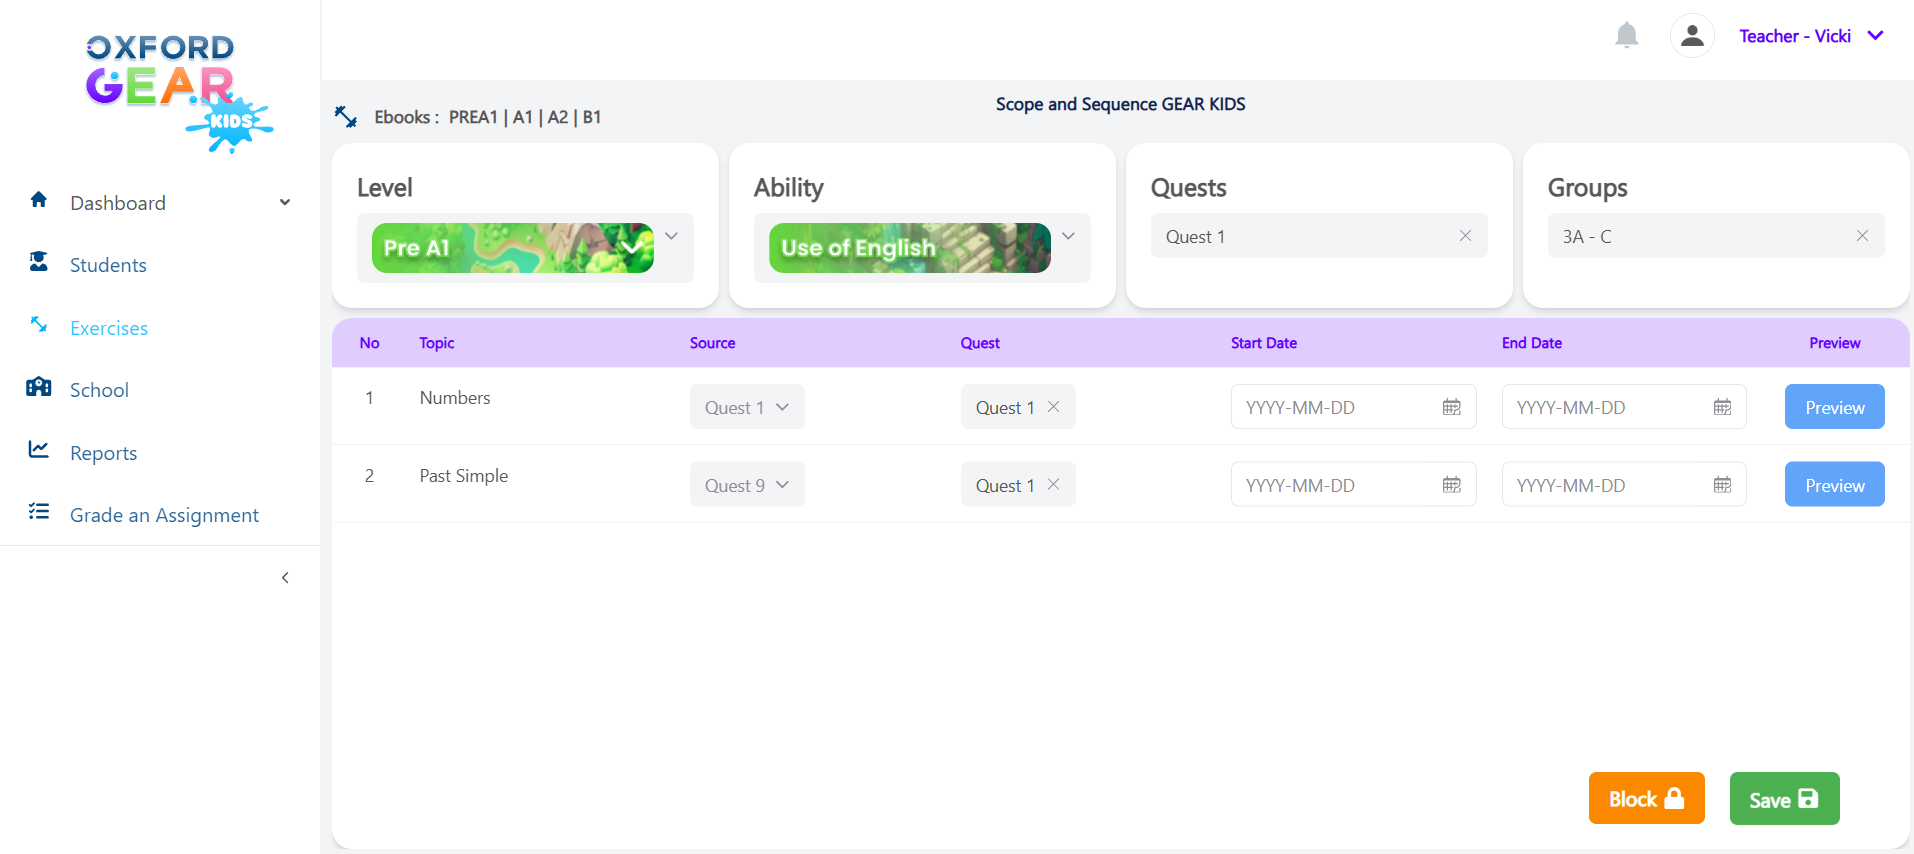 OXFORD
GEAR
KIDS
Teacher - Vicki
Dashboard
Students
Exercises
School
Reports
Grade an Assignment
Ebooks : PREA1 | A1 | A2 | B1
Scope and Sequence GEAR KIDS
Level
Pre A1
Ability
Use of English
Quests
Quest 1
Groups
3A - C
No Topic Source Quest Start Date End Date Preview
1 Numbers Quest 1 Quest 1 YYYY-MM-DD YYYY-MM-DD Preview
2 Past Simple Quest 9 Quest 1 YYYY-MM-DD YYYY-MM-DD Preview
Block Save